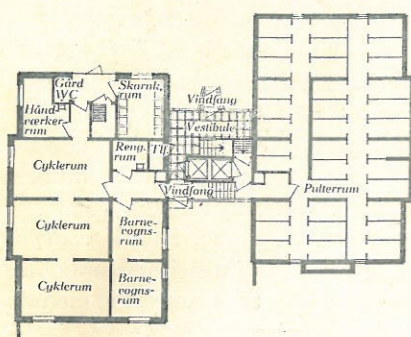 Gård
WC
Skarnk.
rum
Hånd
værker
rum
Vindfang
Vestibule
Reng.
rum
Tlf.
Cyklerum
Vindfang
Pulterrum
Cyklerum
Barne-
vogns-
rum
Cyklerum
Barne-
vogns-
rum